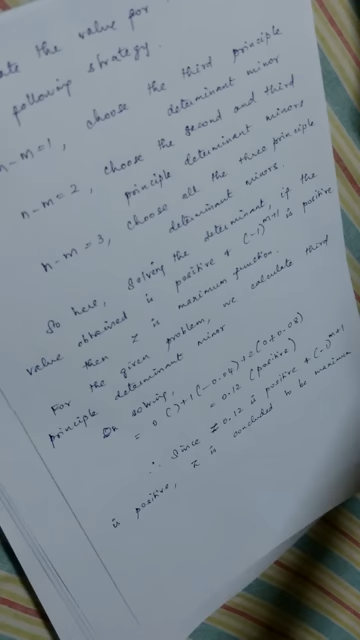 ate the value for
following strategy.
n-m=1, choose the third principle
determinant minor
n-m=2, choose the second and third
principle determinant minors
n-m=3, choose all the three principle
determinant minors.
So here, solving the determinant, if the
value obtained is positive & (-1)^m+1 is positive
then Z is maximum function.
For the given problem, we calculate third
principle determinant minor
On solving,
= 0()+1(-0.08)+2(0+0.08)
= 0.12 (positive)
∴ Since 0.12 is positive & (-)^m+1
is positive, Z is concluded to be maximum